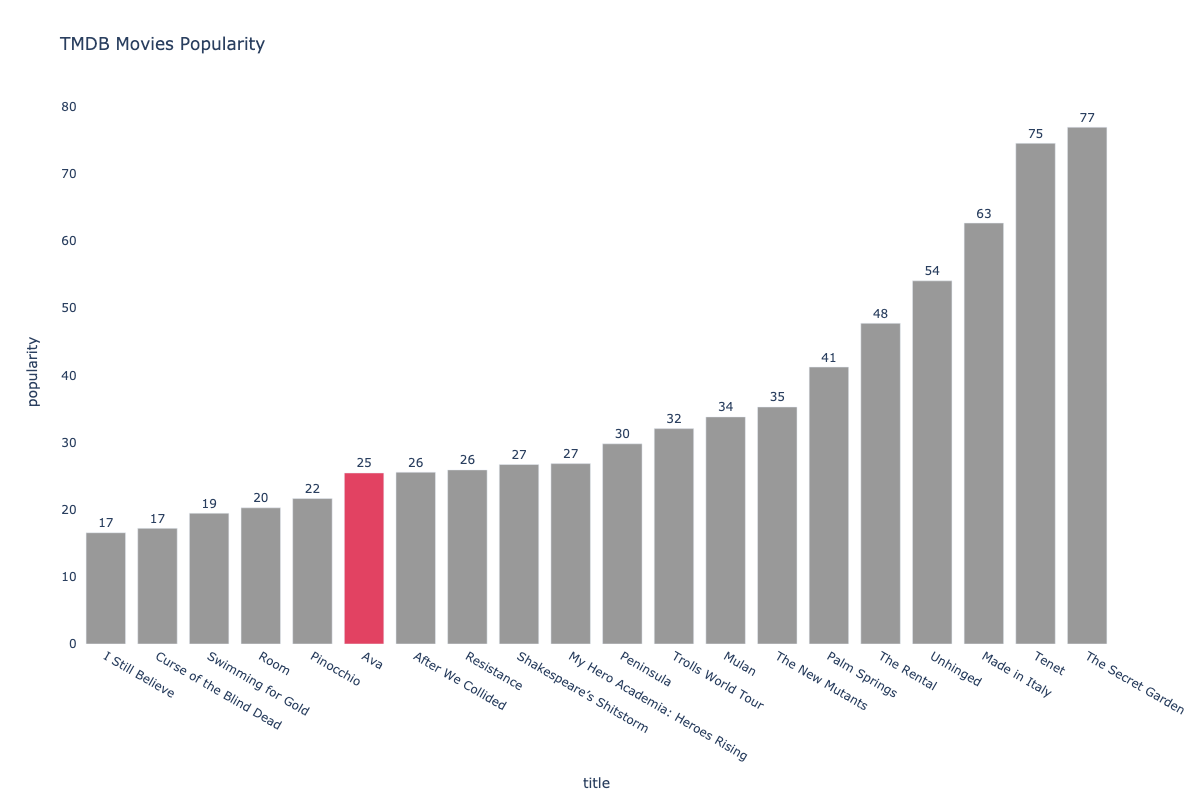 TMDB Movies Popularity
80
70
60
50
40
30
20
10
0
popularity
17
17
19
20
22
25
26
26
27
27
30
32
34
35
41
48
54
63
75
77
I Still Believe
Curse of the Blind Dead
Swimming for Gold
Room
Pinocchio
Ava
After We Collided
Resistance
Shakespeare’s Shitstorm
My Hero Academia: Heroes Rising
Peninsula
Trolls World Tour
Mulan
The New Mutants
Palm Springs
The Rental
Unhinged
Made in Italy
Tenet
The Secret Garden
title